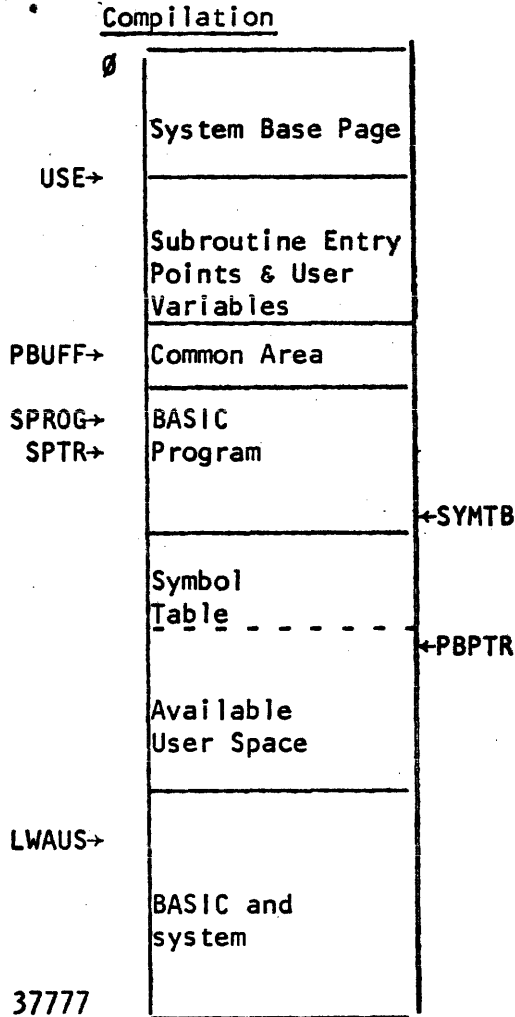 Compilation
Ø
System Base Page
USE→
Subroutine Entry
Points & User
Variables
PBUFF→ Common Area
SPROG→ BASIC
SPTR→ Program
←SYMTB
Symbol
Table
←PBPTR
Available
User Space
LWAUS→
BASIC and
system
37777